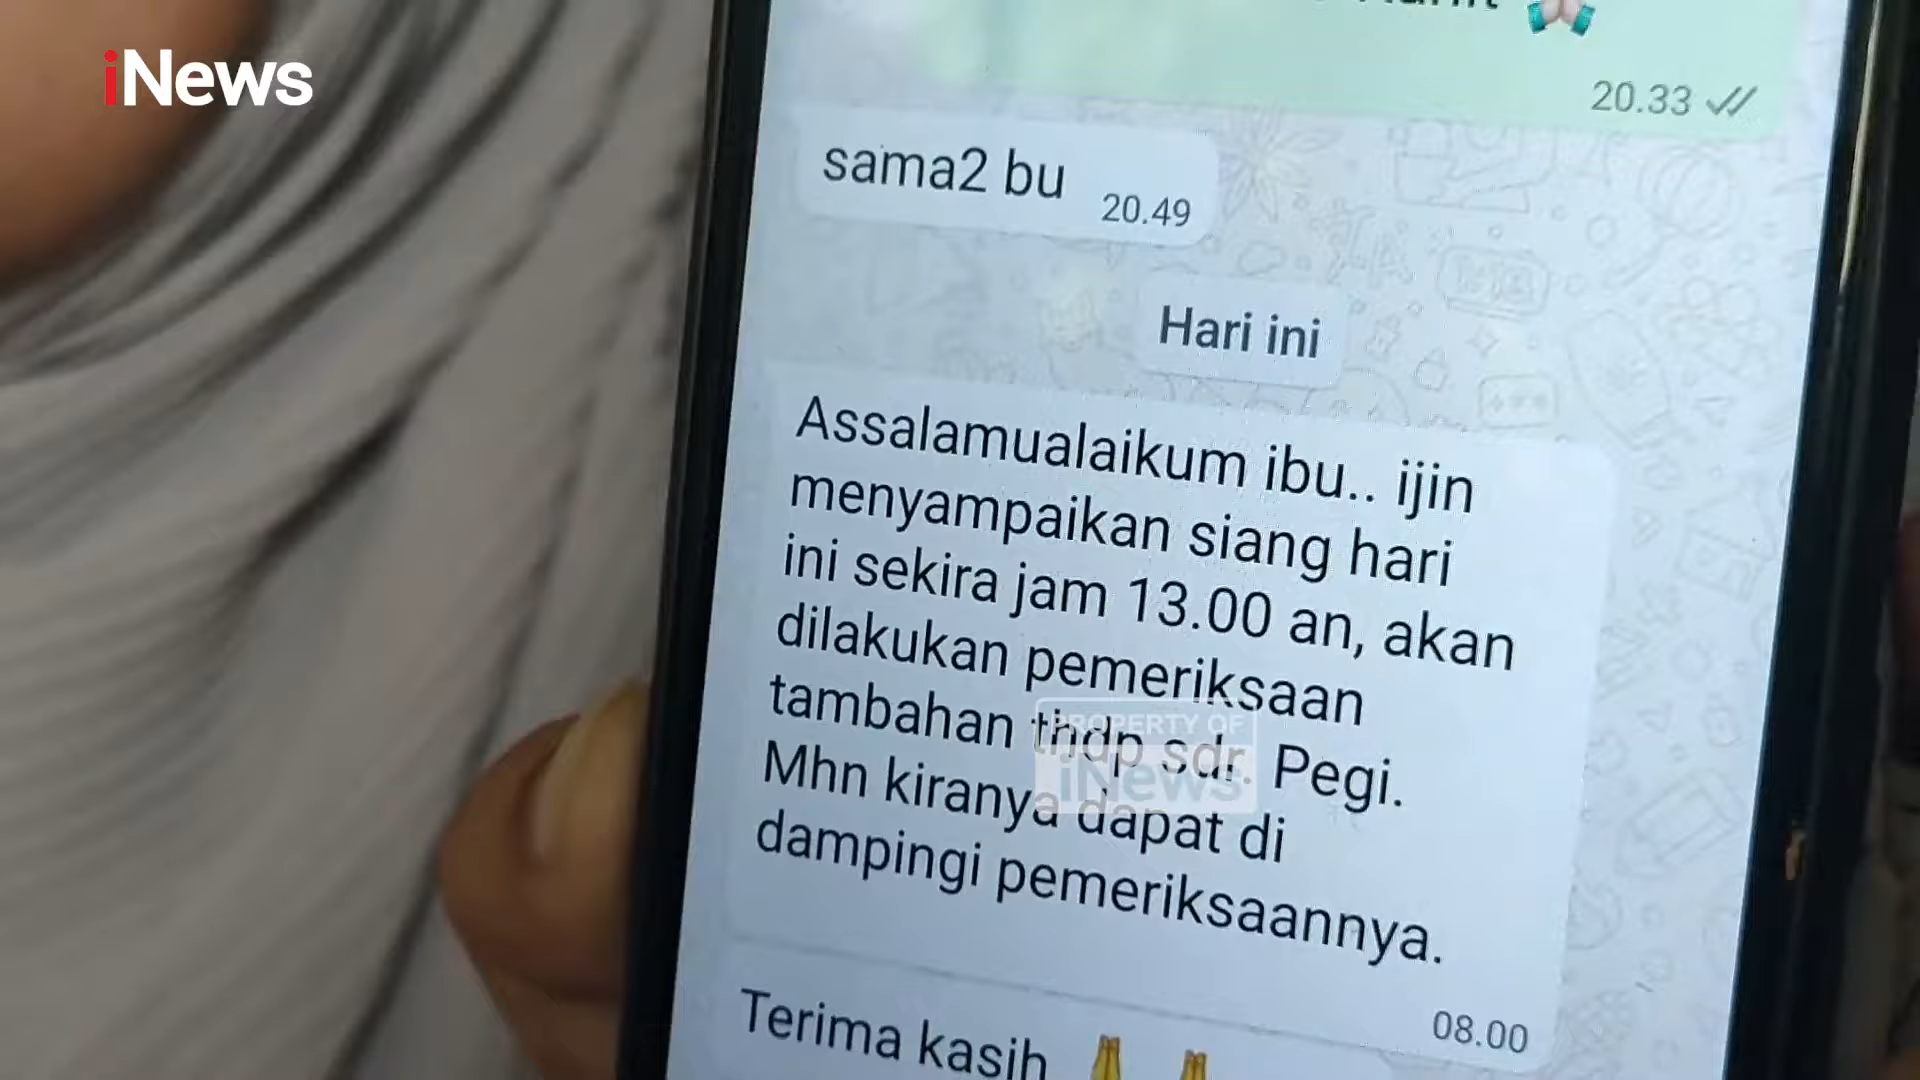 iNews
20.33
sama2 bu
20.49
Hari ini
Assalamualaikum ibu.. ijin
menyampaikan siang hari
ini sekira jam 13.00 an, akan
dilakukan pemeriksaan
tambahan thdp sdr. Pegi.
Mhn kiranya dapat di
dampingi pemeriksaannya.
08.00
Terima kasih
PROPERTY OF
iNews